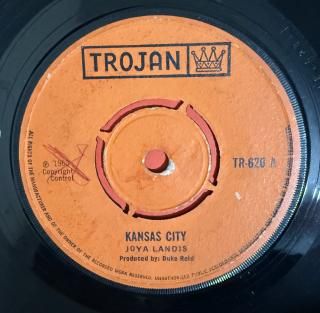 TROJAN
℗ 1968
Copyright
Control
TR-620 A
KANSAS CITY
JOYA LANDIS
Produced by: Duke Reid
ALL RIGHTS OF THE MANUFACTURER AND OF THE OWNER OF THE RECORDED WORK RESERVED. UNAUTHORISED PUBLIC